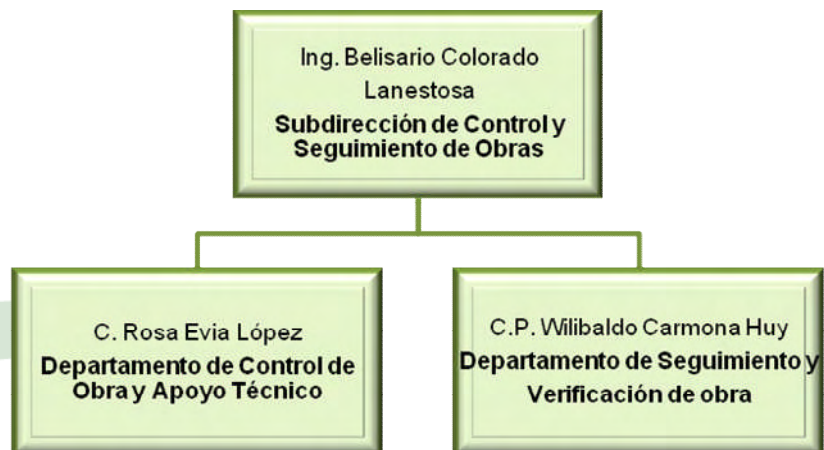 Ing. Belisario Colorado
Lanestosa
Subdirección de Control y
Seguimiento de Obras
C. Rosa Evia López
Departamento de Control de
Obra y Apoyo Técnico
C.P. Wilibaldo Carmona Huy
Departamento de Seguimiento y
Verificación de obra